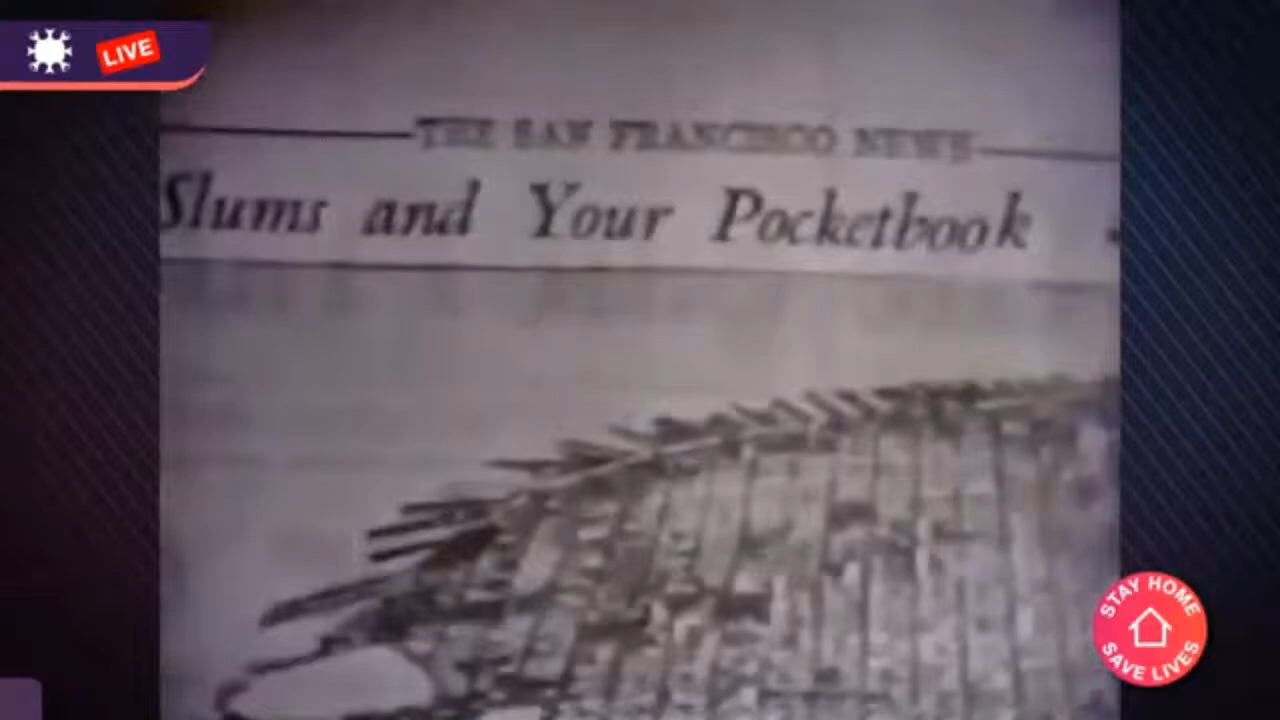 LIVE
THE SAN FRANCISCO NEWS
Slums and Your Pocketbook
STAY HOME
SAVE LIVES